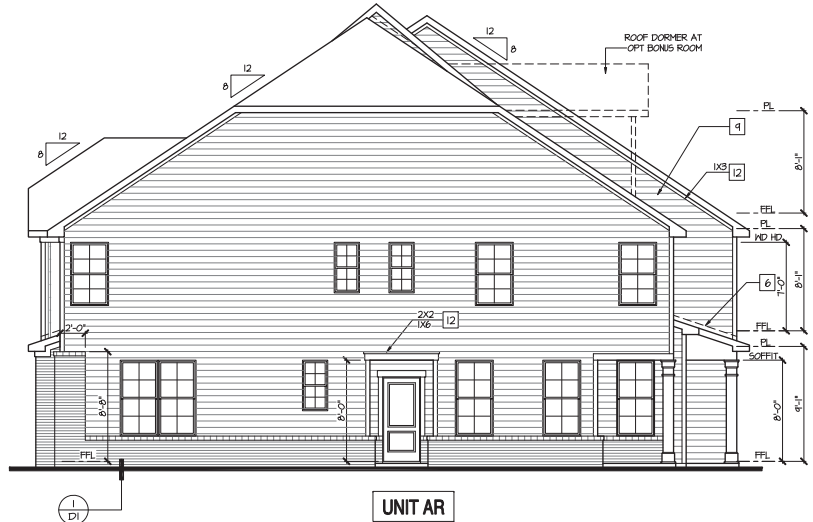 12
8
12
8
12
8
ROOF DORMER AT
OPT BONUS ROOM
PL
9
8'-1"
1X3 12
FFL
PL
WD HD.
6
7'-0"
8'-1"
FFL
PL
SOFFIT
2'-0"
2X2
1X6 12
8'-8"
8'-0"
8'-0"
9'-1"
FFL
FFL
1
D1
UNIT AR